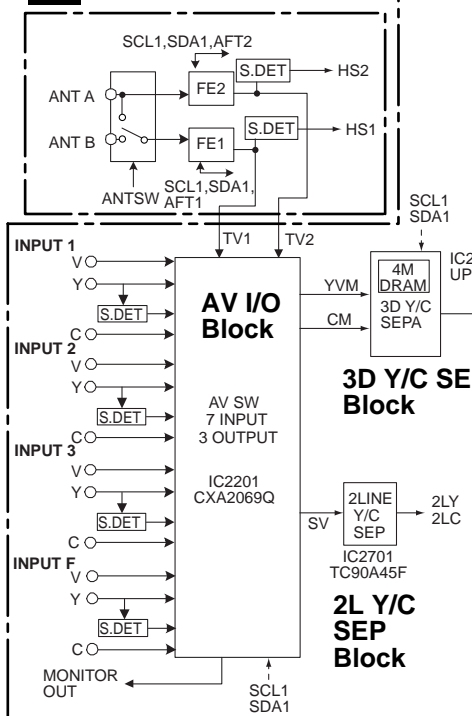 SCL1,SDA1,AFT2
S.DET
HS2
ANT A
FE2
S.DET
HS1
ANT B
FE1
ANTSW
SCL1,SDA1,
AFT1
SCL1
SDA1
TV1
TV2
INPUT 1
V
Y
S.DET
C
INPUT 2
V
Y
S.DET
C
INPUT 3
V
Y
S.DET
C
INPUT F
V
Y
S.DET
C
MONITOR
OUT
AV I/O
Block
AV SW
7 INPUT
3 OUTPUT
IC2201
CXA2069Q
SCL1
SDA1
YVM
CM
4M
DRAM
3D Y/C
SEPA
IC2
UP
3D Y/C SE
Block
SV
2LINE
Y/C
SEP
2LY
2LC
IC2701
TC90A45F
2L Y/C
SEP
Block